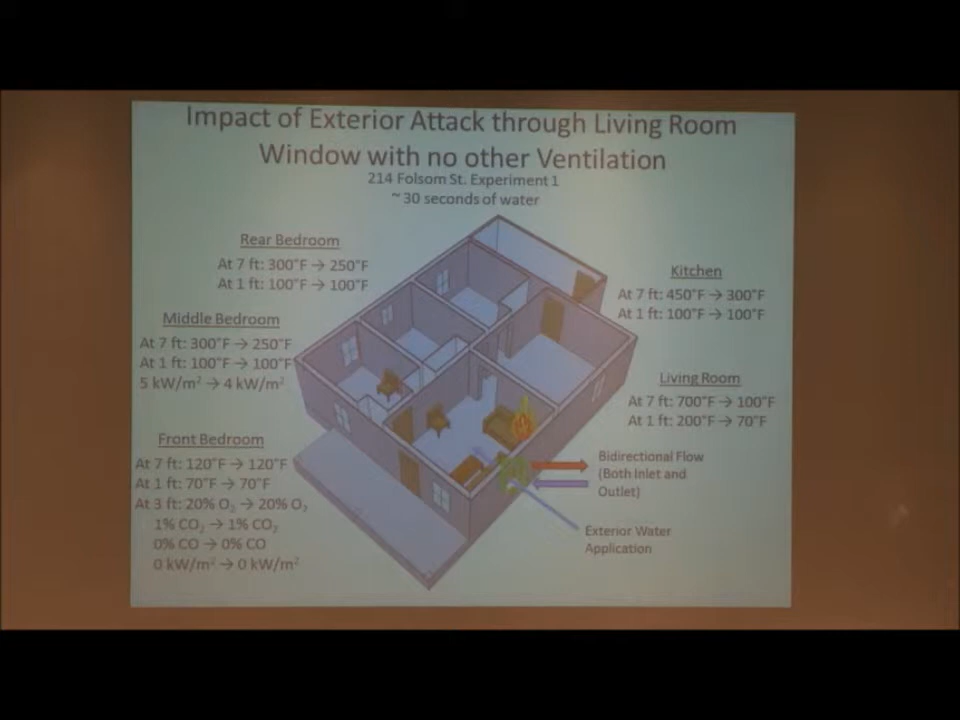 Impact of Exterior Attack through Living Room
Window with no other Ventilation
214 Folsom St. Experiment 1
~ 30 seconds of water
Rear Bedroom
At 7 ft: 300°F → 250°F
At 1 ft: 100°F → 100°F
Middle Bedroom
At 7 ft: 300°F → 250°F
At 1 ft: 100°F → 100°F
5 kW/m² → 4 kW/m²
Front Bedroom
At 7 ft: 120°F → 120°F
At 1 ft: 70°F → 70°F
At 3 ft: 20% O₂ → 20% O₂
1% CO₂ → 1% CO₂
0% CO → 0% CO
0 kW/m² → 0 kW/m²
Kitchen
At 7 ft: 450°F → 300°F
At 1 ft: 100°F → 100°F
Living Room
At 7 ft: 700°F → 100°F
At 1 ft: 200°F → 70°F
Bidirectional Flow
(Both Inlet and
Outlet)
Exterior Water
Application